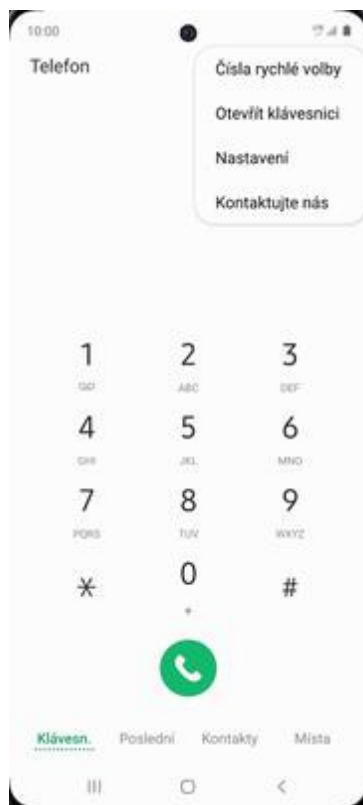 10:00
Telefon
Čísla rychlé volby
Otevřít klávesnici
Nastavení
Kontaktujte nás
1 2 3
ABC DEF
4 5 6
GHI JKL MNO
7 8 9
PQRS TUV WXYZ
* 0 #
+
Klávesn. Poslední Kontakty Místa